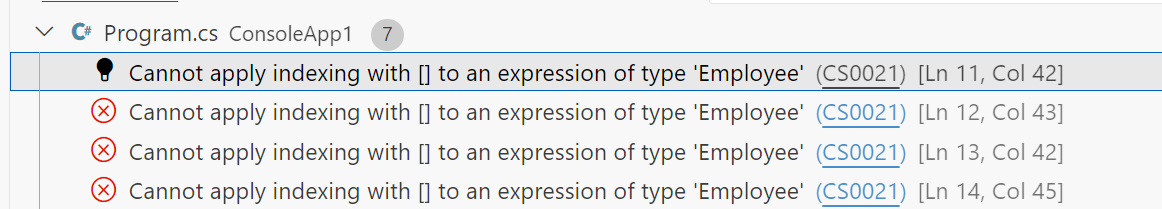 C# Program.cs ConsoleApp1 7
Cannot apply indexing with [] to an expression of type 'Employee' (CS0021) [Ln 11, Col 42]
Cannot apply indexing with [] to an expression of type 'Employee' (CS0021) [Ln 12, Col 43]
Cannot apply indexing with [] to an expression of type 'Employee' (CS0021) [Ln 13, Col 42]
Cannot apply indexing with [] to an expression of type 'Employee' (CS0021) [Ln 14, Col 45]